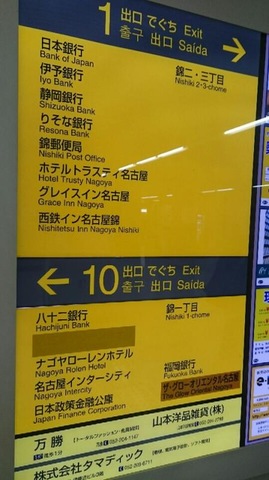 1 出口 でぐち Exit
출구 出口 Saída
日本銀行
Bank of Japan
伊予銀行
Iyo Bank
静岡銀行
Shizuoka Bank
りそな銀行
Resona Bank
錦郵便局
Nishiki Post Office
ホテルトラスティ名古屋
Hotel Trusty Nagoya
グレイスイン名古屋
Grace Inn Nagoya
西鉄イン名古屋錦
Nishitetsu Inn Nagoya Nishiki
錦二・三丁目
Nishiki 2·3-chome
10 出口 でぐち Exit
출구 出口 Saída
八十二銀行
Hachijuni Bank
ナゴヤローレンホテル
Nagoya Rolen Hotel
名古屋インターシティ
Nagoya Intercity
日本政策金融公庫
Japan Finance Corporation
錦一丁目
Nishiki 1-chome
福岡銀行
Fukuoka Bank
ザ・グローオリエンタル名古屋
The Glow Oriental Nagoya
万勝
山本洋品雑貨(株)
株式会社タマディック